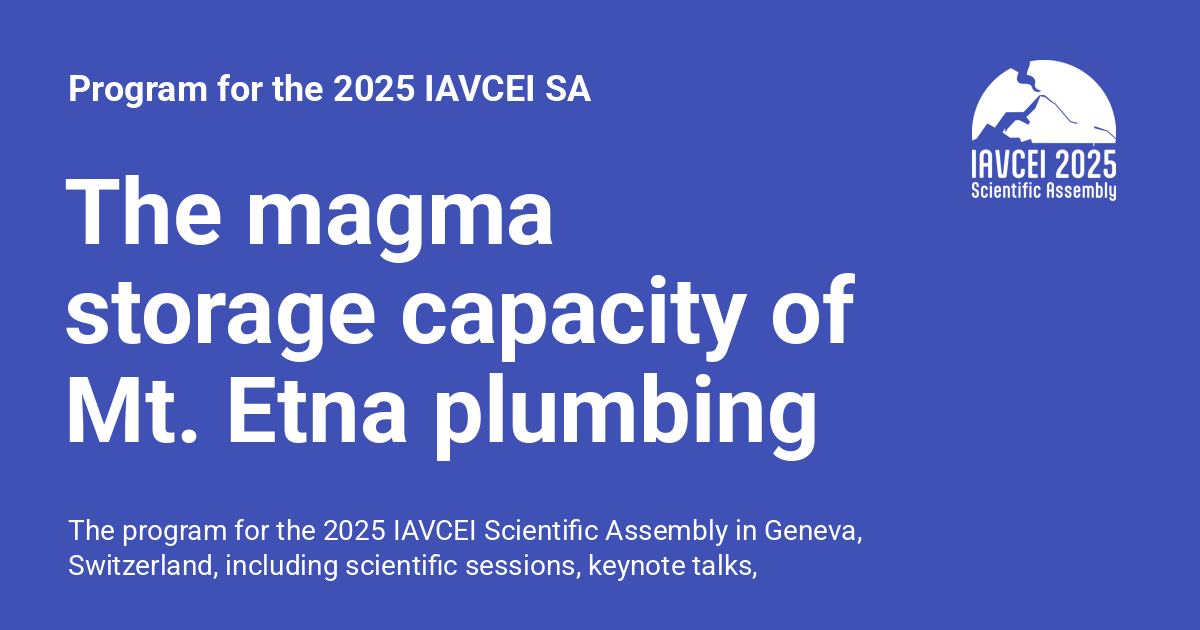 Program for the 2025 IAVCEI SA
IAVCEI 2025
Scientific Assembly
The magma
storage capacity of
Mt. Etna plumbing
The program for the 2025 IAVCEI Scientific Assembly in Geneva,
Switzerland, including scientific sessions, keynote talks,